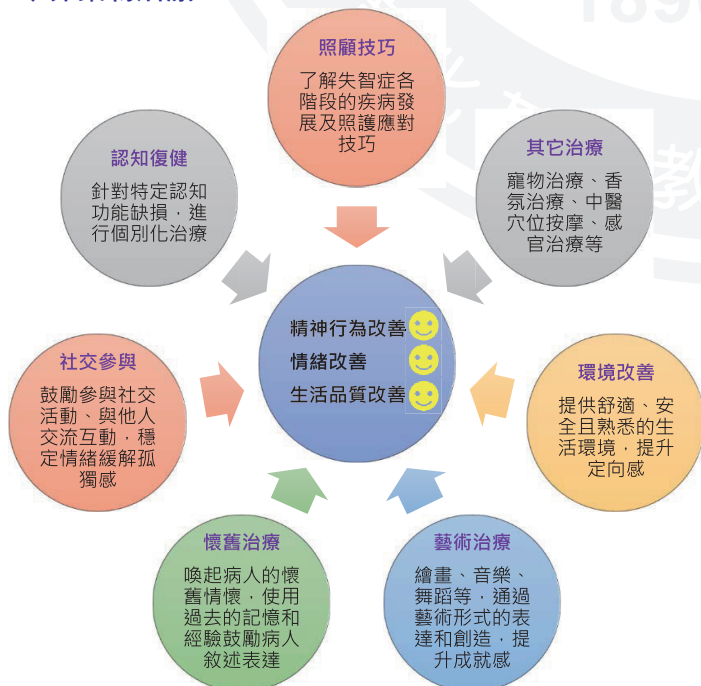 照顧技巧
了解失智症各
階段的疾病發
展及照護應對
技巧
其它治療
寵物治療、香
氛治療、中醫
穴位按摩、感
官治療等
環境改善
提供舒適、安
全且熟悉的生
活環境，提升
定向感
藝術治療
繪畫、音樂、
舞蹈等，通過
藝術形式的表
達和創造，提
升成就感
懷舊治療
喚起病人的懷
舊情懷，使用
過去的記憶和
經驗鼓勵病人
敘述表達
社交參與
鼓勵參與社交
活動、與他人
交流互動，穩
定情緒緩解孤
獨感
認知復健
針對特定認知
功能缺損，進
行個別化治療
精神行為改善
情緒改善
生活品質改善
189
教